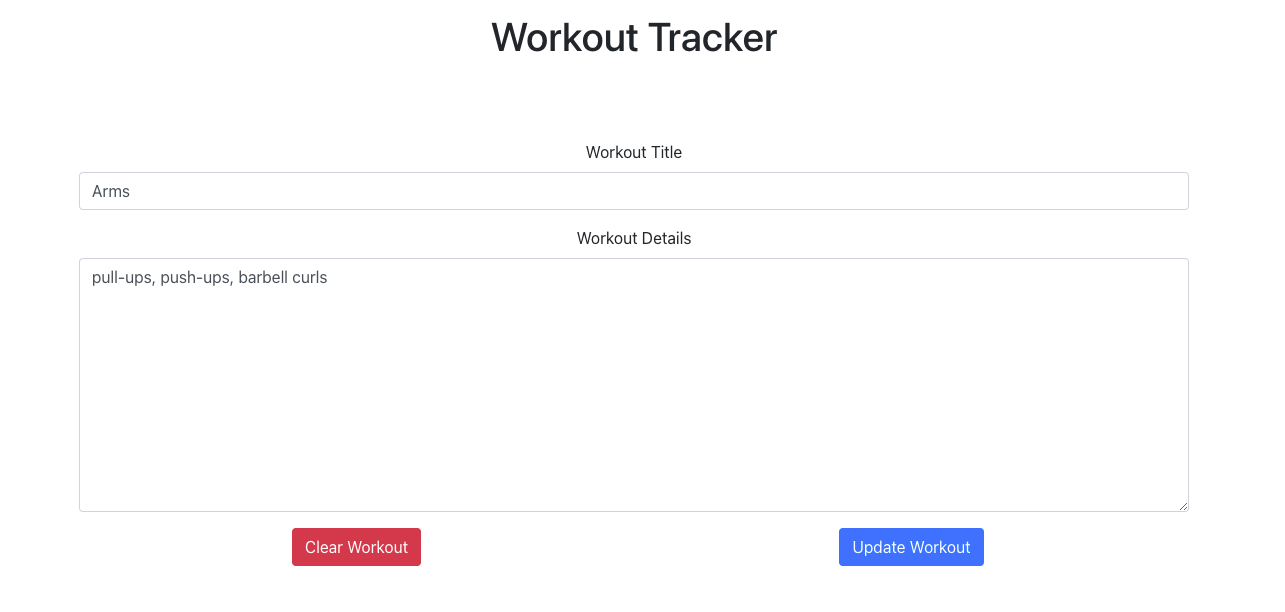 Workout Tracker
Workout Title
Arms
Workout Details
pull-ups, push-ups, barbell curls
Clear Workout
Update Workout